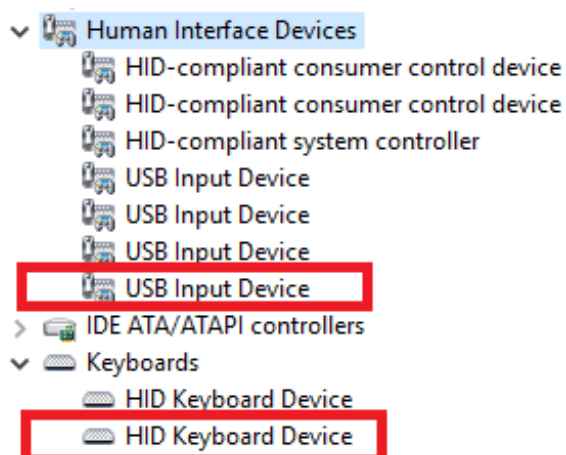 Human Interface Devices
HID-compliant consumer control device
HID-compliant consumer control device
HID-compliant system controller
USB Input Device
USB Input Device
USB Input Device
USB Input Device
IDE ATA/ATAPI controllers
Keyboards
HID Keyboard Device
HID Keyboard Device